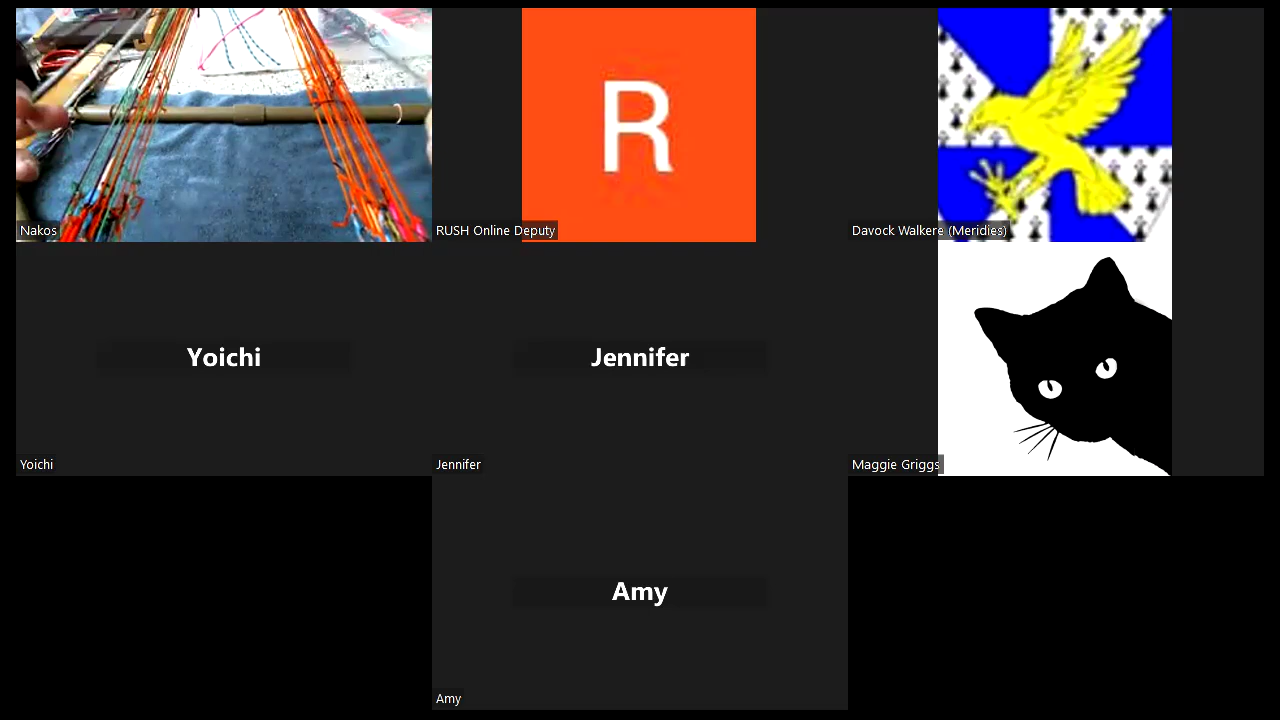 Nakos
R
RUSH Online Deputy
Davock Walkere (Meridies)
Yoichi
Yoichi
Jennifer
Jennifer
Maggie Griggs
Amy
Amy